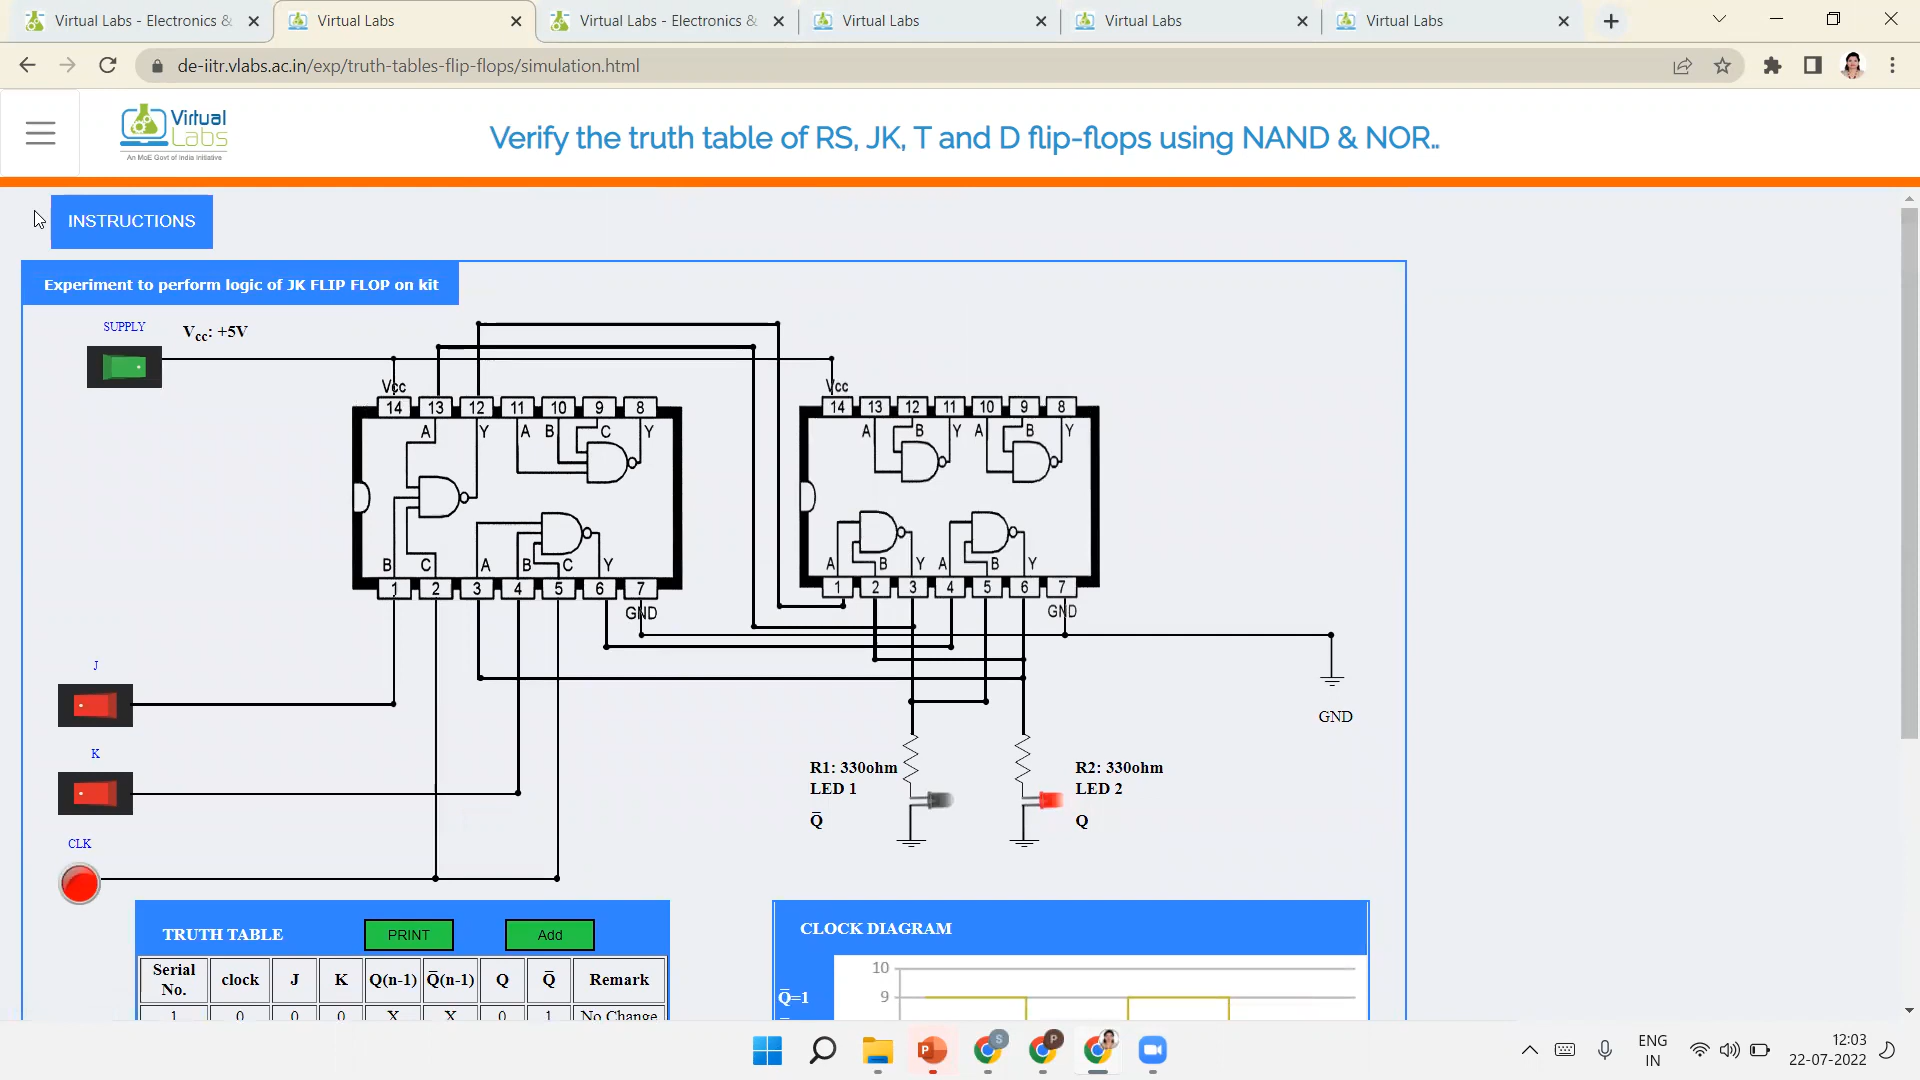 Virtual Labs - Electronics &
Virtual Labs
Virtual Labs - Electronics &
Virtual Labs
Virtual Labs
Virtual Labs
de-iitr.vlabs.ac.in/exp/truth-tables-flip-flops/simulation.html
Virtual
Labs
An MoE Govt of India Initiative
Verify the truth table of RS, JK, T and D flip-flops using NAND & NOR..
INSTRUCTIONS
Experiment to perform logic of JK FLIP FLOP on kit
SUPPLY
Vcc: +5V
Vcc
Vcc
14 13 12 11 10 9 8
14 13 12 11 10 9 8
A Y A B C Y
A B Y A B Y
B C A B C Y
A B Y A B Y
1 2 3 4 5 6 7
1 2 3 4 5 6 7
GND
GND
J
GND
K
R1: 330ohm
LED 1
Q̅
R2: 330ohm
LED 2
Q
CLK
TRUTH TABLE
PRINT
Add
Serial No. clock J K Q(n-1) Q̅(n-1) Q Q̅ Remark
1 0 0 0 X X 0 1 No Change
CLOCK DIAGRAM
10
Q̅=1
9
S
P
P
ENG
IN
12:03
22-07-2022